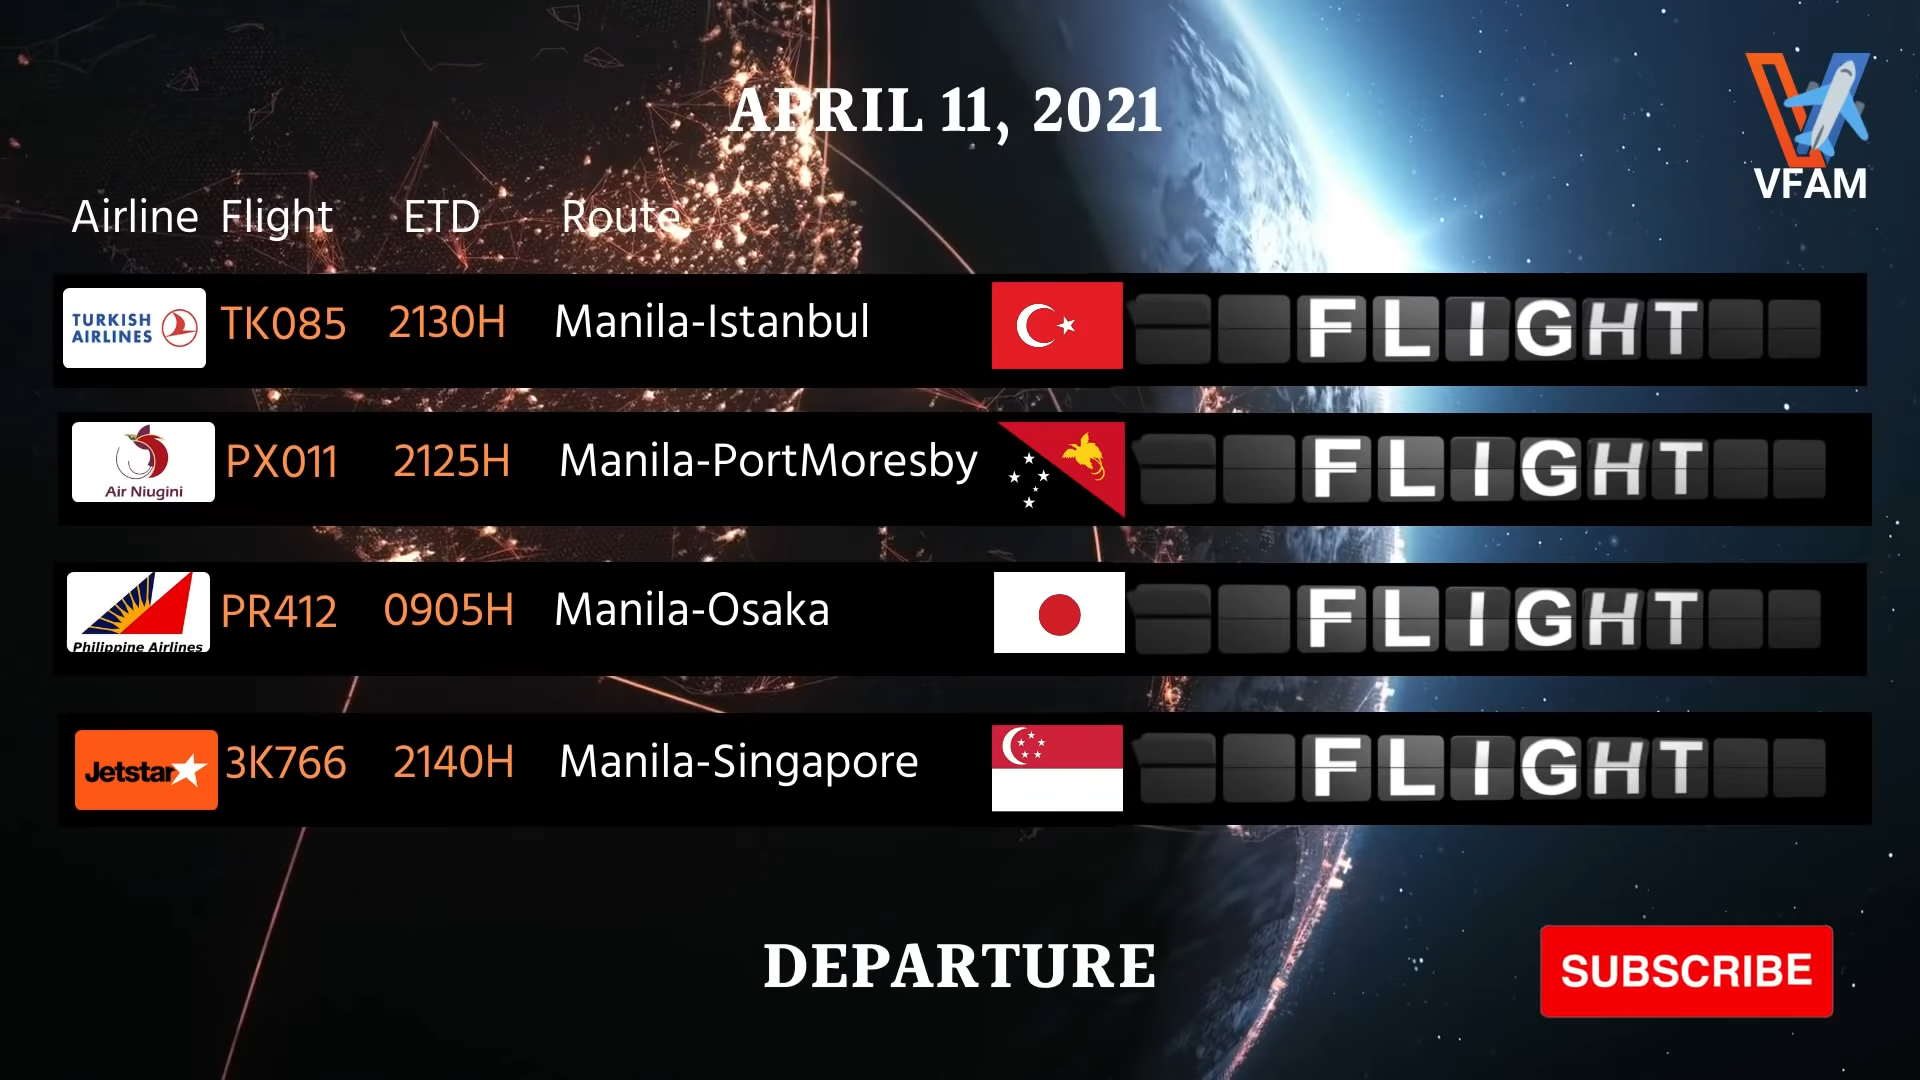 APRIL 11, 2021
VFAM
Airline Flight ETD Route
TURKISH AIRLINES TK085 2130H Manila-Istanbul FLIGHT
Air Niugini PX011 2125H Manila-PortMoresby FLIGHT
Philippine Airlines PR412 0905H Manila-Osaka FLIGHT
Jetstar 3K766 2140H Manila-Singapore FLIGHT
DEPARTURE
SUBSCRIBE